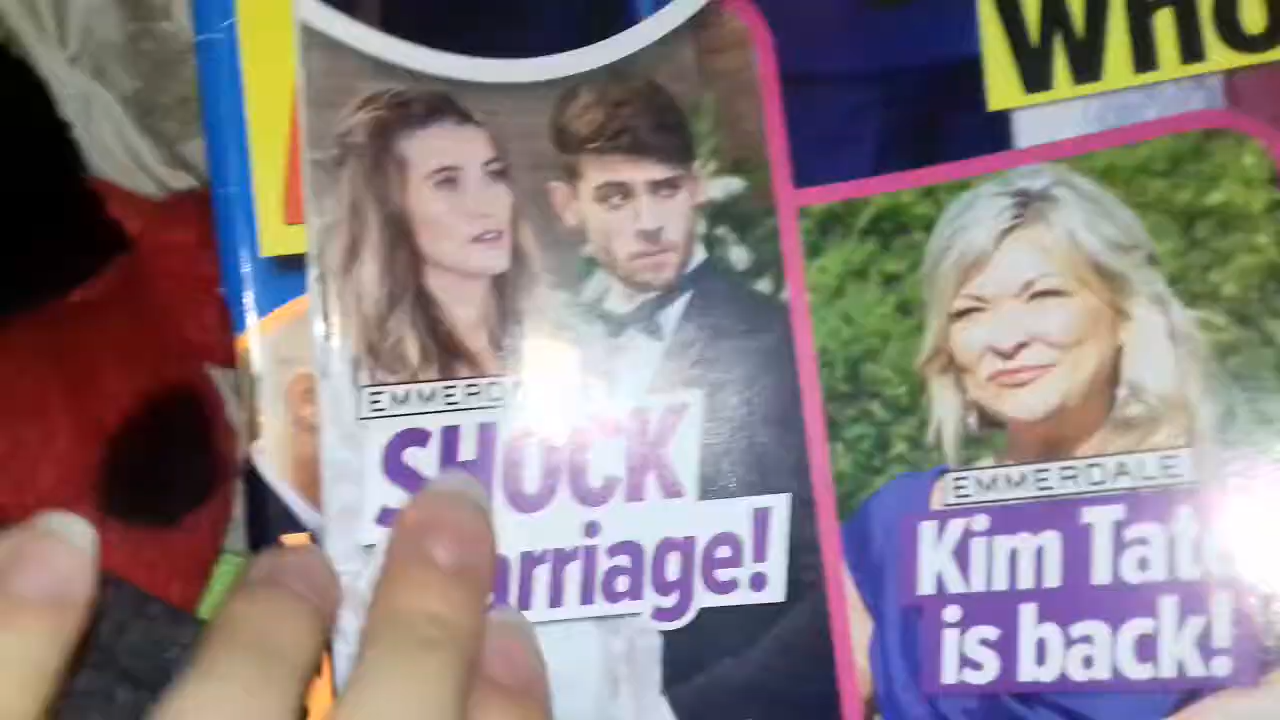 WHO
EMMERD
SHOCK
arriage!
EMMERDALE
Kim Tat
is back!